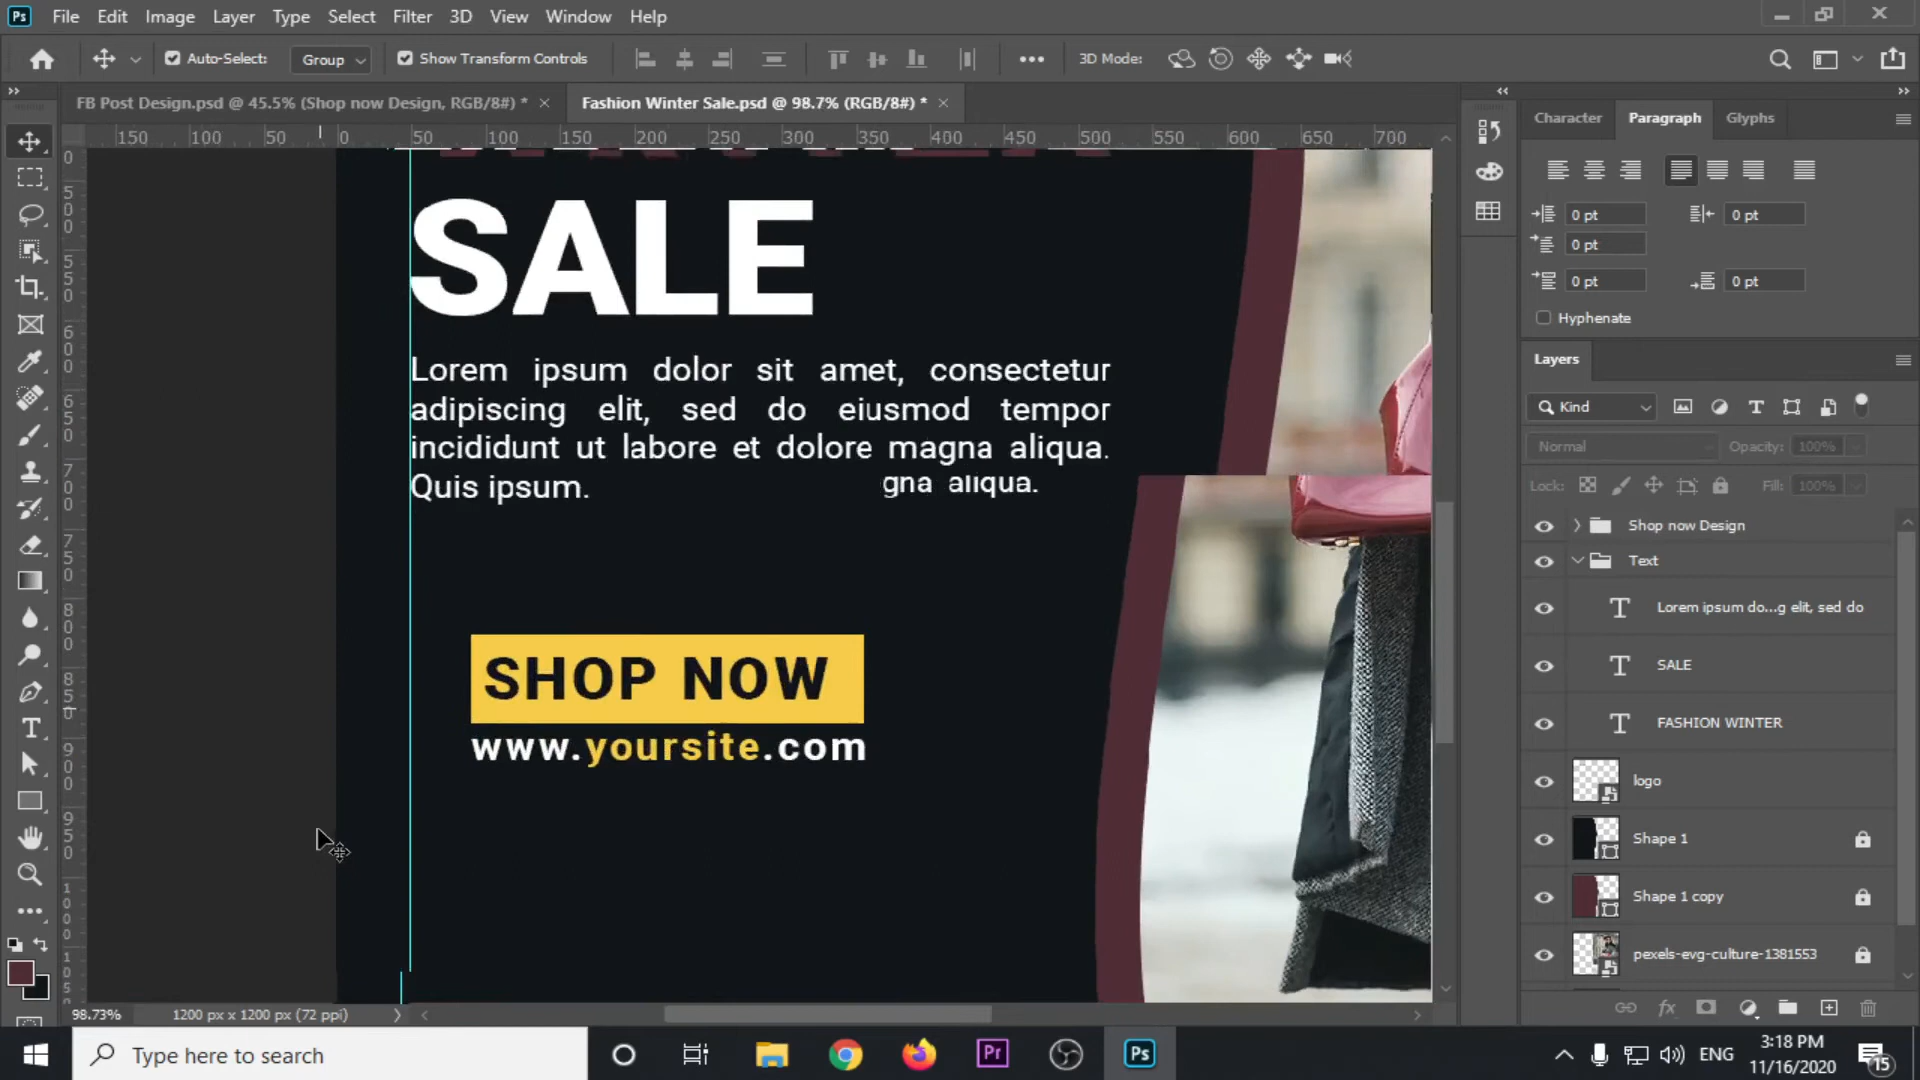 Ps File Edit Image Layer Type Select Filter 3D View Window Help
Auto-Select: Group Show Transform Controls 3D Mode:
FB Post Design.psd @ 45.5% (Shop now Design, RGB/8#) * × Fashion Winter Sale.psd @ 98.7% (RGB/8#) * ×
150 100 50 0 50 100 150 200 250 300 350 400 450 500 550 600 650 700
SALE
Lorem ipsum dolor sit amet, consectetur
adipiscing elit, sed do eiusmod tempor
incididunt ut labore et dolore magna aliqua.
Quis ipsum.
gna aliqua.
SHOP NOW
www.yoursite.com
Character Paragraph Glyphs
0 pt 0 pt
0 pt
0 pt 0 pt
Hyphenate
Layers
Kind
Normal Opacity: 100%
Lock: Fill: 100%
Shop now Design
Text
Lorem ipsum do...g elit, sed do
SALE
FASHION WINTER
logo
Shape 1
Shape 1 copy
pexels-evg-culture-1381553
98.73% 1200 px x 1200 px (72 ppi)
Type here to search
Pr
Ps
ENG
3:18 PM
11/16/2020
15